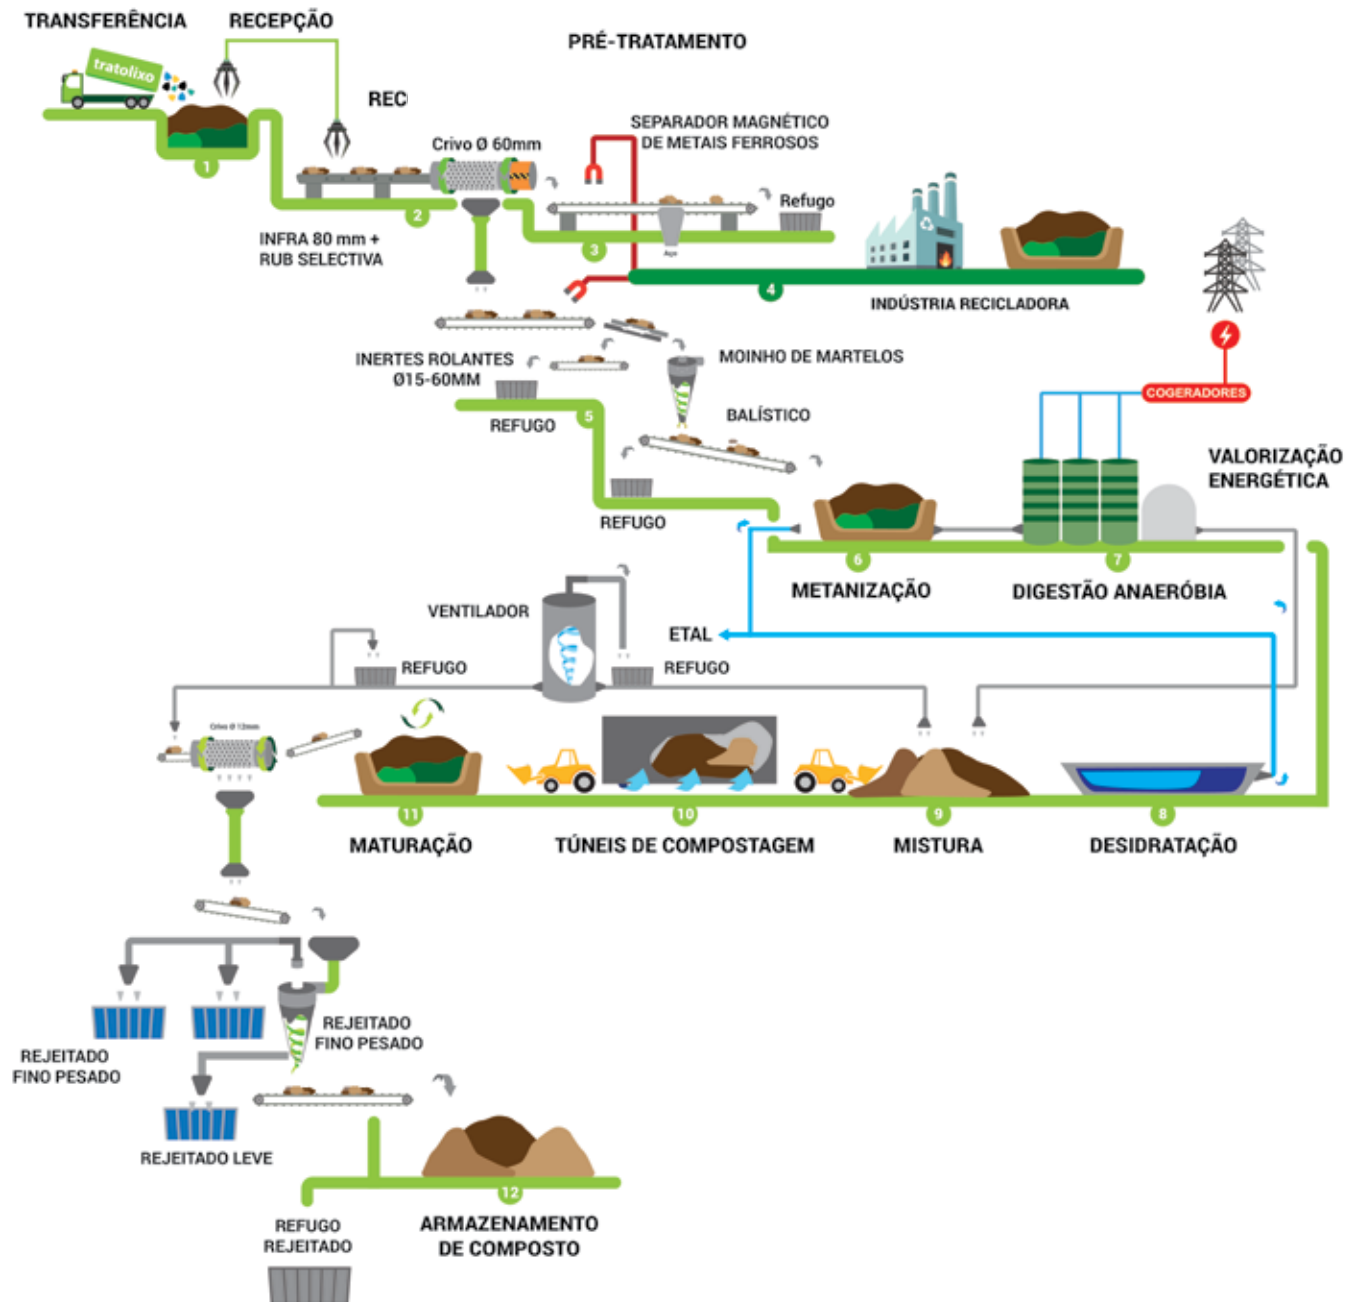 TRANSFERÊNCIA
RECEPÇÃO
PRÉ-TRATAMENTO
tratolixo
REC
Crivo Ø 60mm
SEPARADOR MAGNÉTICO
DE METAIS FERROSOS
1
2
INFRA 80 mm +
RUB SELECTIVA
Refugo
3
Aço
4
INDÚSTRIA RECICLADORA
INERTES ROLANTES
Ø15-60MM
REFUGO
5
MOINHO DE MARTELOS
BALÍSTICO
REFUGO
COGERADORES
VALORIZAÇÃO
ENERGÉTICA
6
METANIZAÇÃO
7
DIGESTÃO ANAERÓBIA
VENTILADOR
ETAL
REFUGO
REFUGO
Crivo Ø 12mm
11
MATURAÇÃO
10
TÚNEIS DE COMPOSTAGEM
9
MISTURA
8
DESIDRATAÇÃO
REJEITADO
FINO PESADO
REJEITADO
FINO PESADO
REJEITADO LEVE
12
ARMAZENAMENTO
DE COMPOSTO
REFUGO
REJEITADO